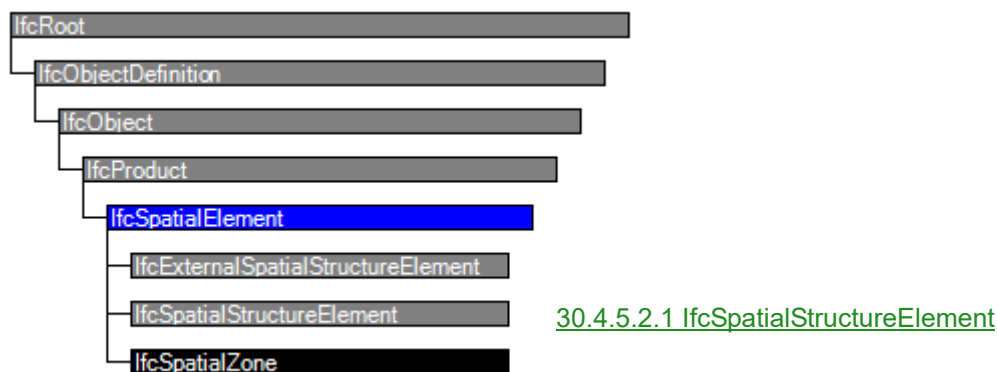 IfcRoot
IfcObjectDefinition
IfcObject
IfcProduct
IfcSpatialElement
IfcExternalSpatialStructureElement
IfcSpatialStructureElement
30.4.5.2.1 IfcSpatialStructureElement
IfcSpatialZone